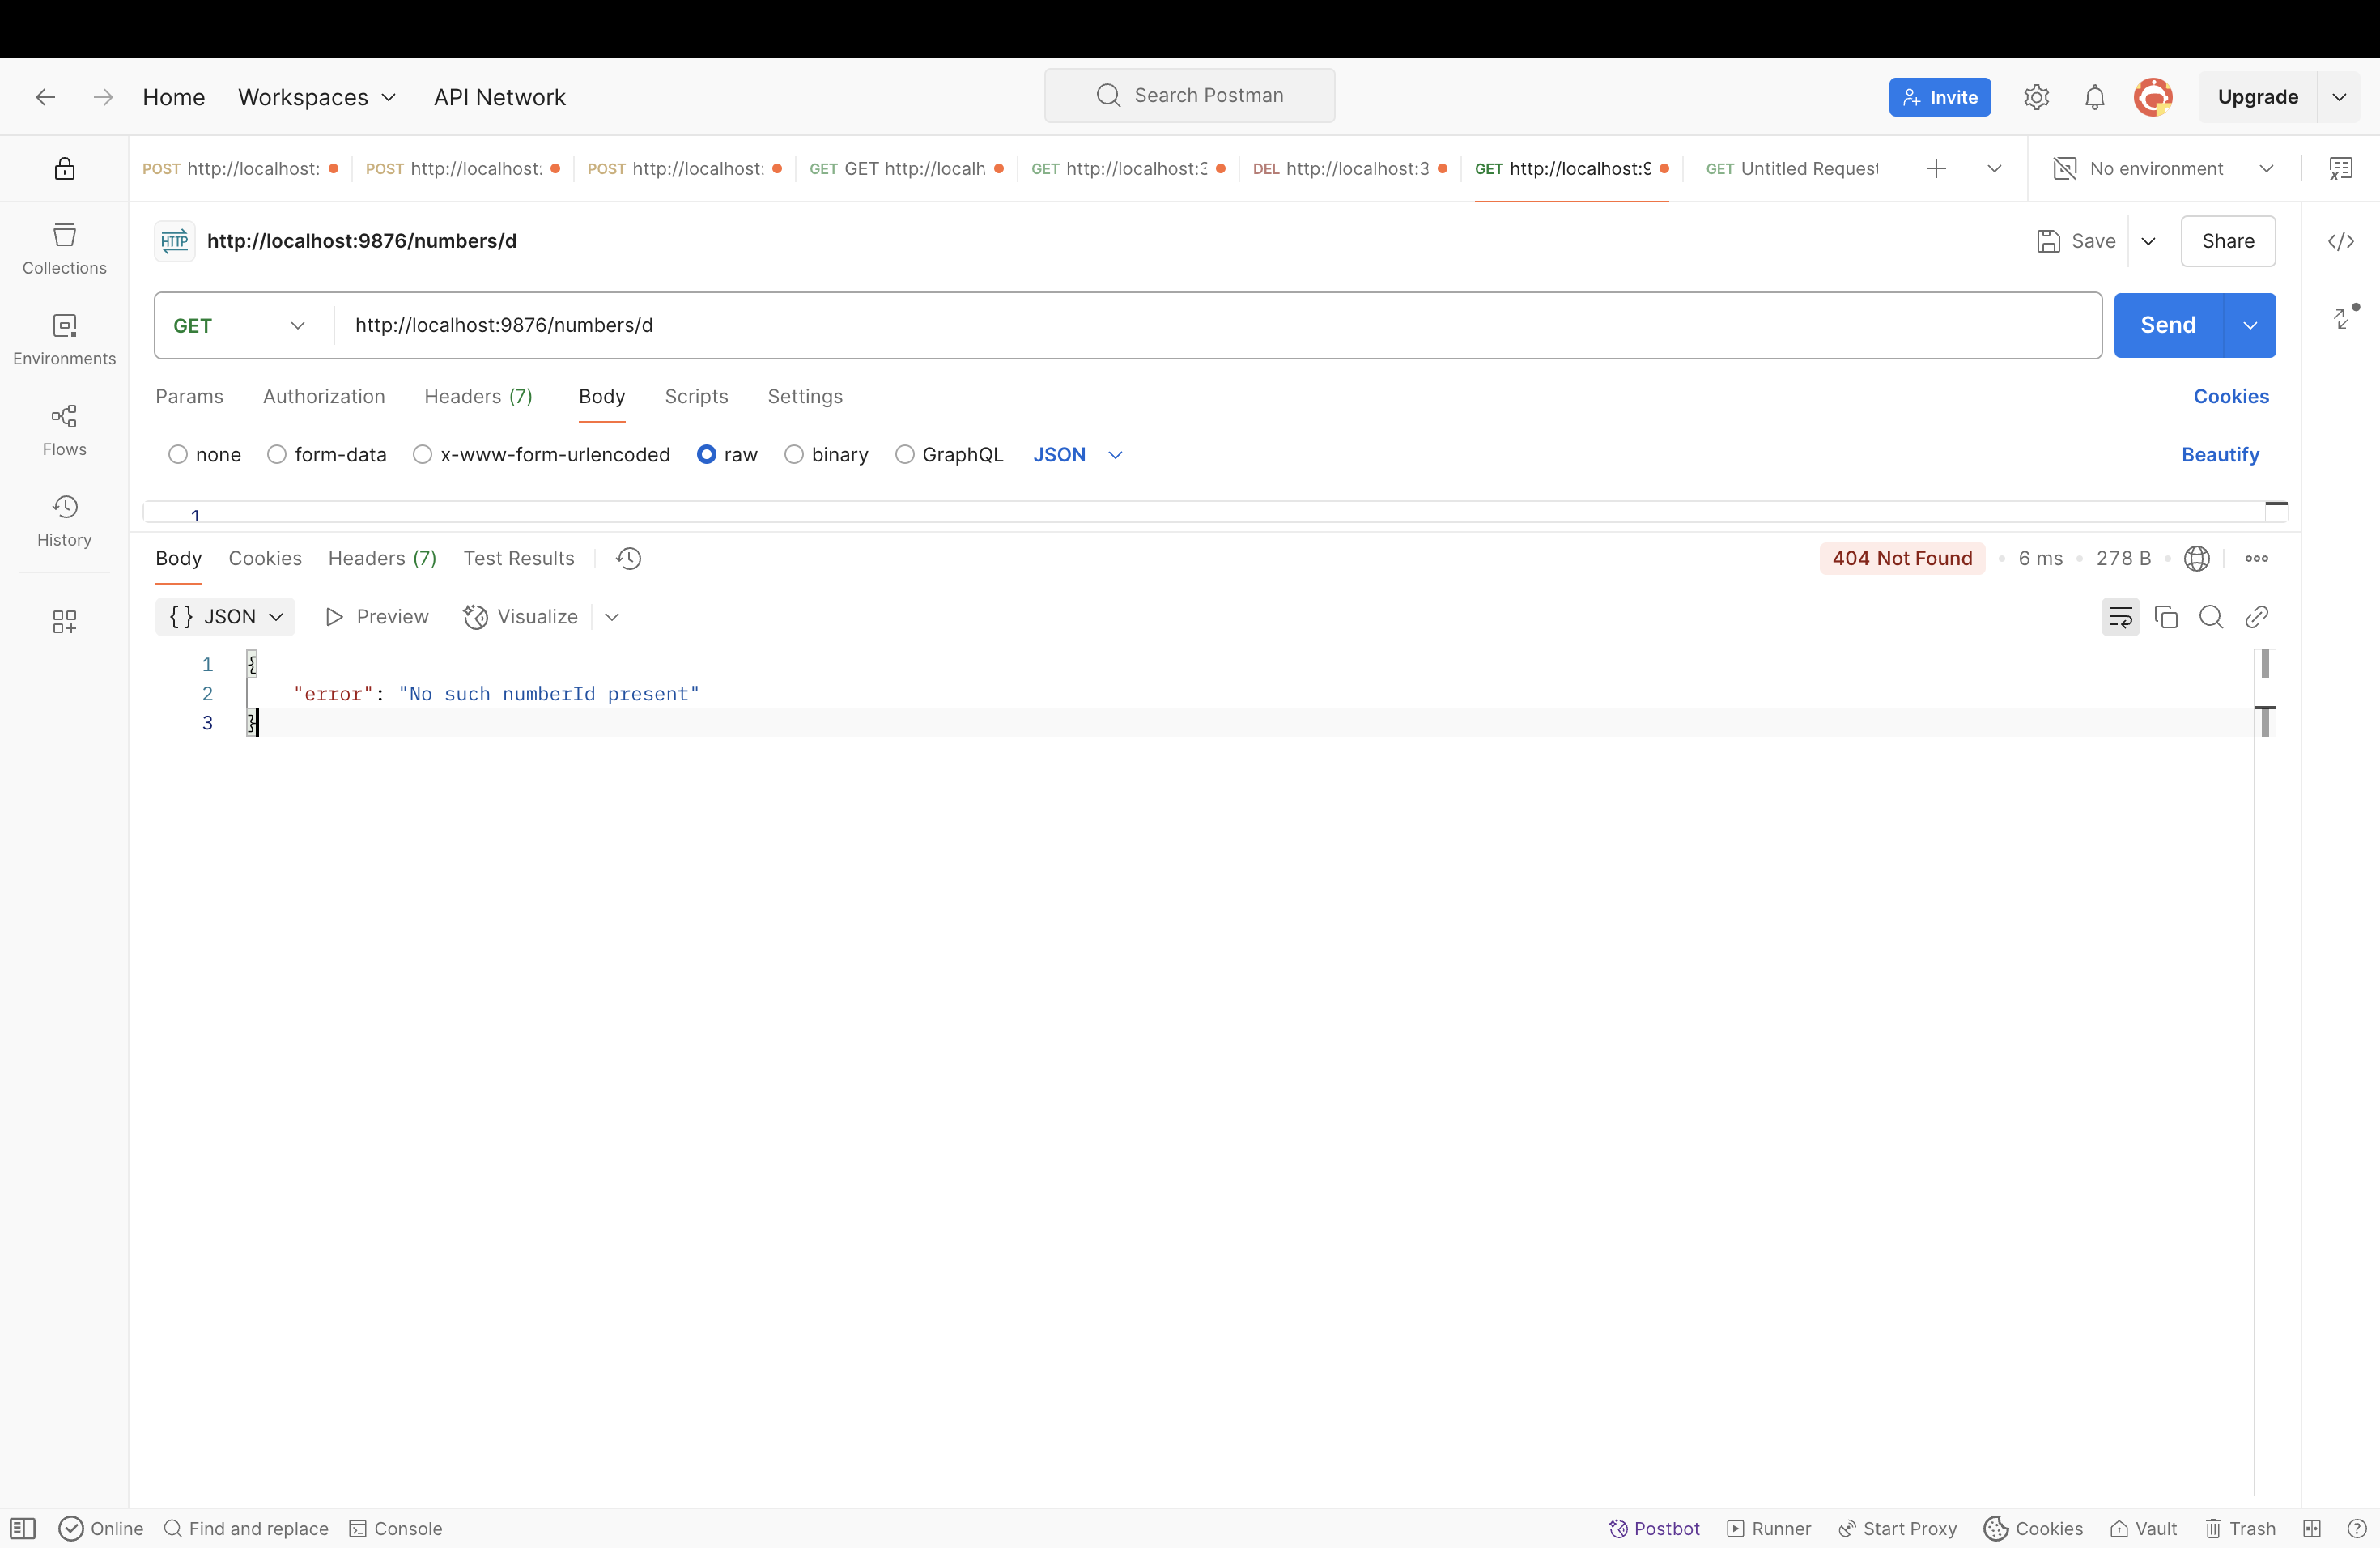 Home Workspaces API Network Search Postman Invite Upgrade
POST http://localhost: POST http://localhost: POST http://localhost: GET GET http://localh GET http://localhost:3 DEL http://localhost:3 GET http://localhost:9 GET Untitled Request No environment
HTTP http://localhost:9876/numbers/d Save Share
Collections
GET http://localhost:9876/numbers/d Send
Environments
Params Authorization Headers (7) Body Scripts Settings Cookies
Flows
none form-data x-www-form-urlencoded raw binary GraphQL JSON Beautify
History
1
Body Cookies Headers (7) Test Results 404 Not Found 6 ms 278 B
{} JSON Preview Visualize
1 {
2 "error": "No such numberId present"
3 }
Online Find and replace Console Postbot Runner Start Proxy Cookies Vault Trash